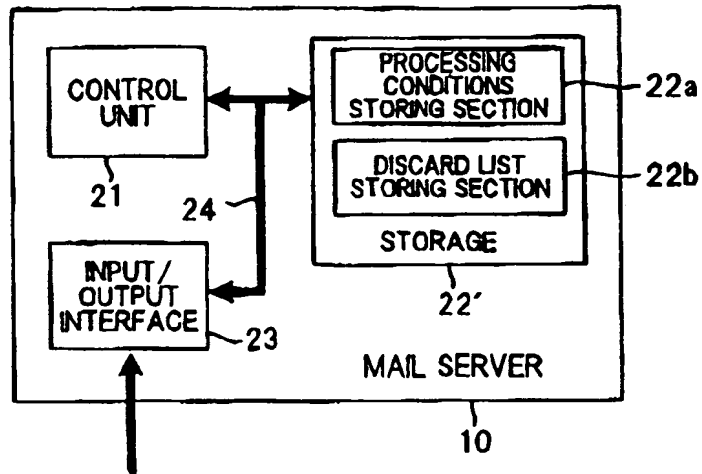 CONTROL
UNIT
21
24
PROCESSING
CONDITIONS
STORING SECTION
22a
DISCARD LIST
STORING SECTION
22b
STORAGE
22′
INPUT/
OUTPUT
INTERFACE
23
MAIL SERVER
10